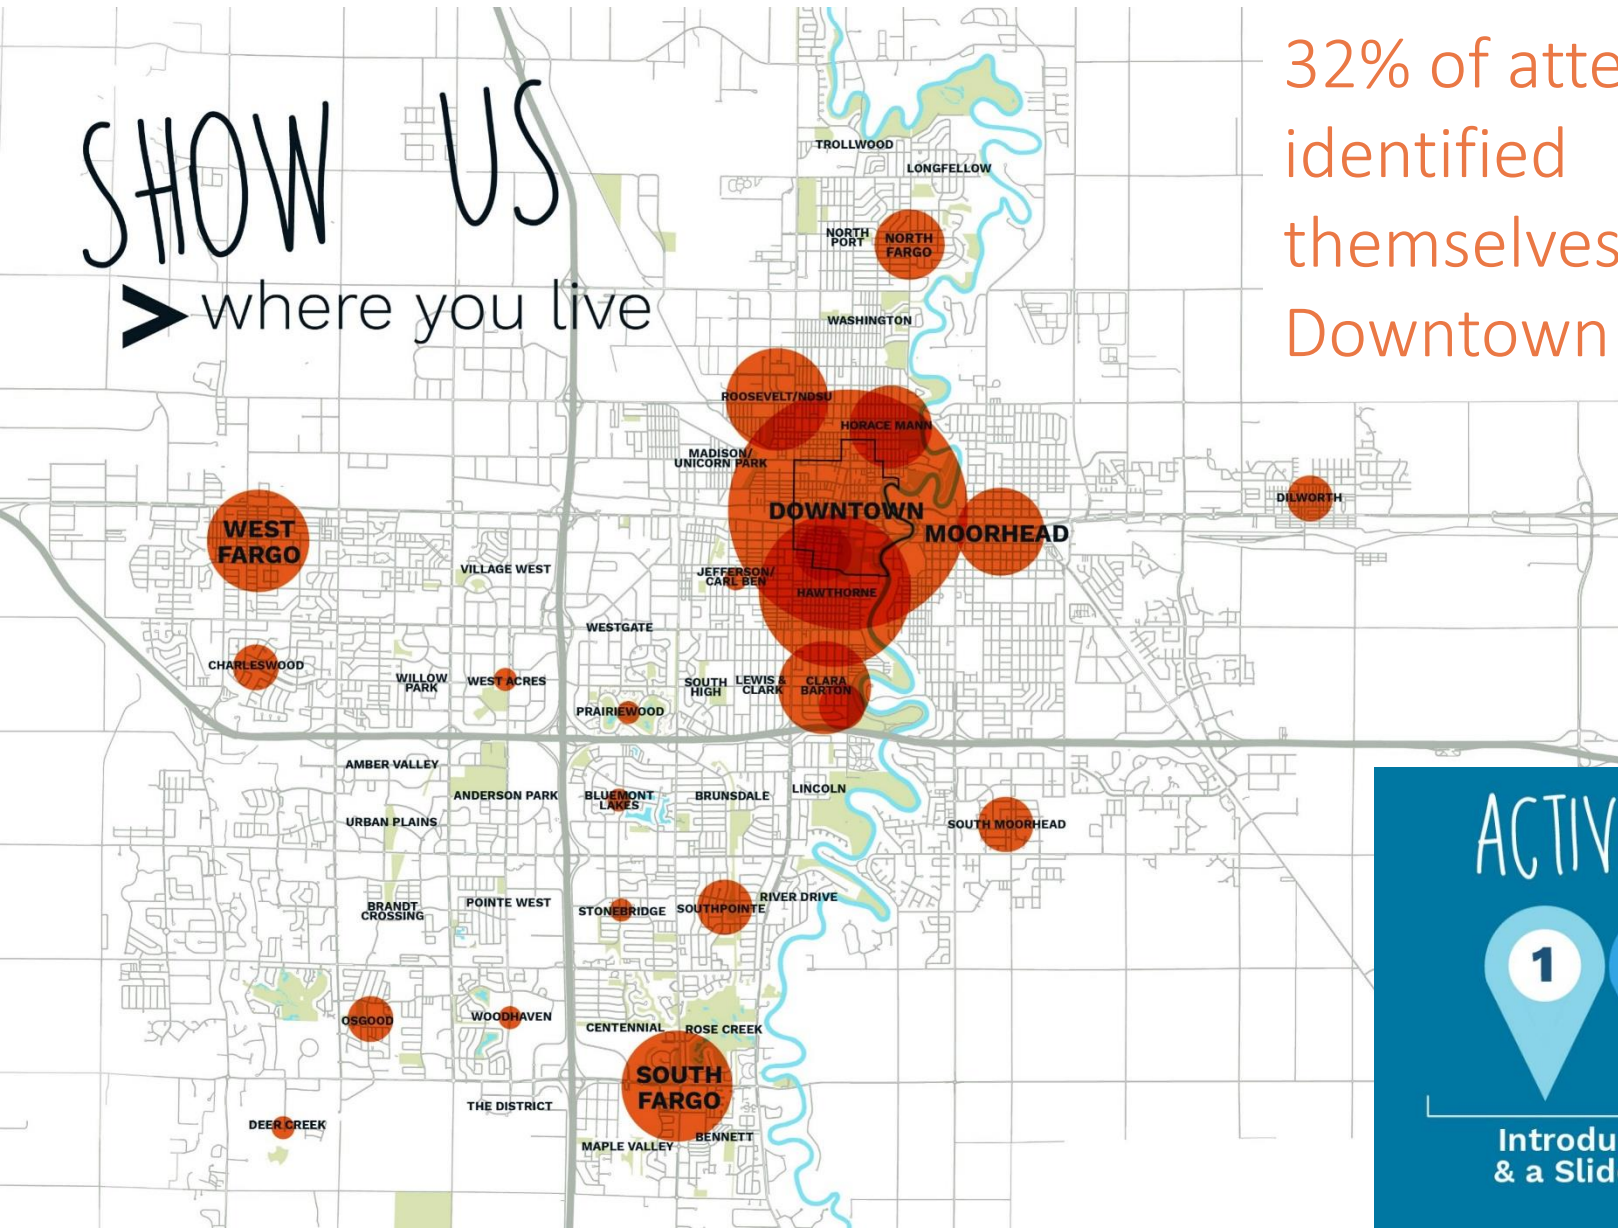 SHOW US
> where you live
32% of atte
identified
themselves
Downtown
TROLLWOOD
LONGFELLOW
NORTH
PORT
NORTH
FARGO
WASHINGTON
ROOSEVELT/NDSU
HORACE MANN
MADISON/
UNICORN PARK
DOWNTOWN
MOORHEAD
DILWORTH
WEST
FARGO
VILLAGE WEST
JEFFERSON/
CARL BEN
HAWTHORNE
WESTGATE
CHARLESWOOD
WILLOW
PARK
WEST ACRES
SOUTH
HIGH
LEWIS &
CLARK
CLARA
BARTON
PRAIRIEWOOD
AMBER VALLEY
ANDERSON PARK
BLUEMONT
LAKES
BRUNSDALE
LINCOLN
URBAN PLAINS
SOUTH MOORHEAD
BRANDT
CROSSING
POINTE WEST
STONEBRIDGE
SOUTHPOINTE
RIVER DRIVE
OSGOOD
WOODHAVEN
CENTENNIAL
ROSE CREEK
SOUTH
FARGO
THE DISTRICT
DEER CREEK
MAPLE VALLEY
BENNETT
ACTIV
1
Introdu
& a Slid